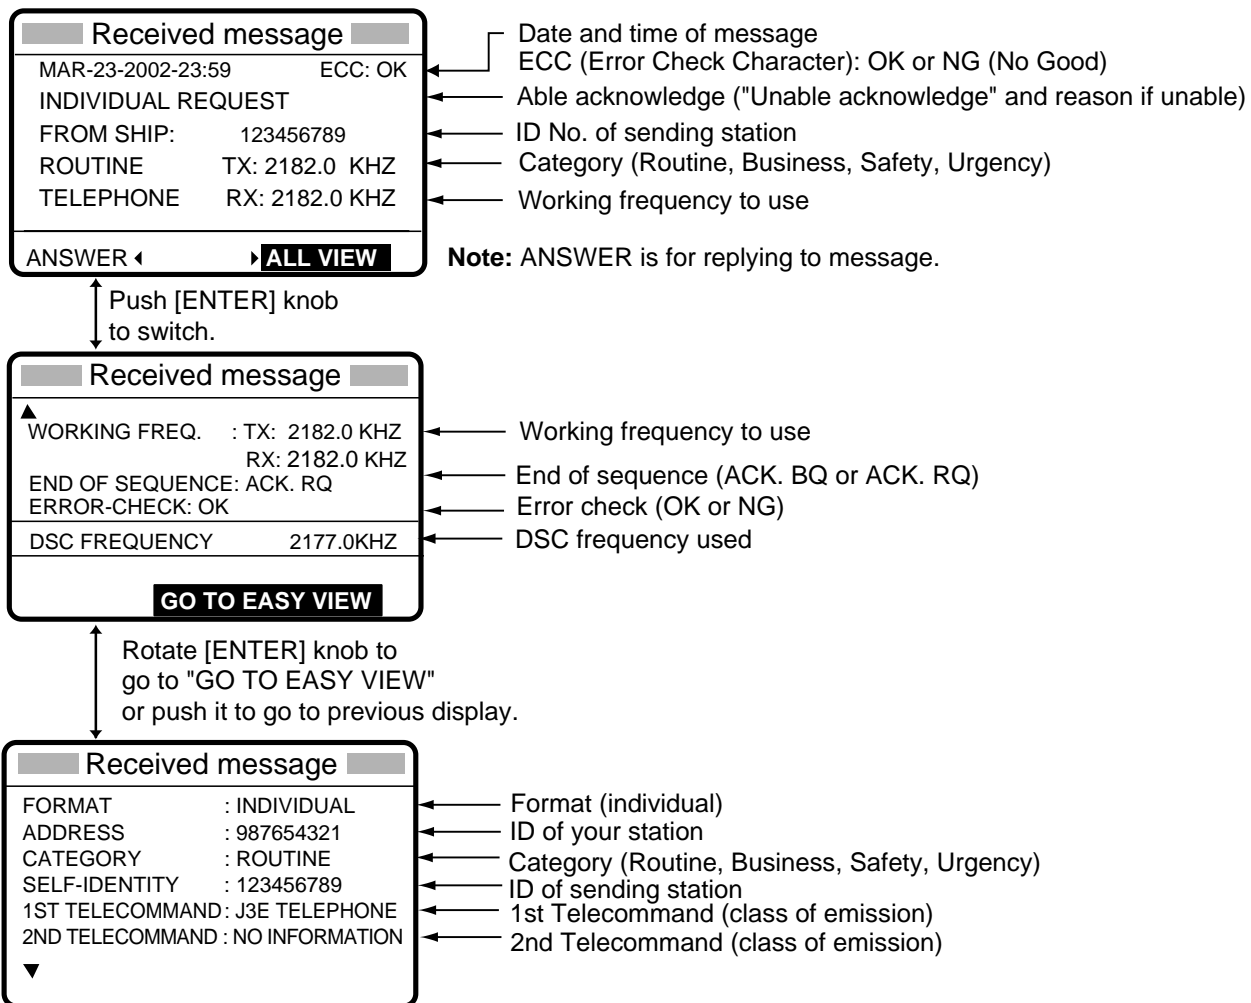 Received message
MAR-23-2002-23:59 ECC: OK
INDIVIDUAL REQUEST
FROM SHIP: 123456789
ROUTINE TX: 2182.0 KHZ
TELEPHONE RX: 2182.0 KHZ
ANSWER ALL VIEW
Date and time of message
ECC (Error Check Character): OK or NG (No Good)
Able acknowledge ("Unable acknowledge" and reason if unable)
ID No. of sending station
Category (Routine, Business, Safety, Urgency)
Working frequency to use
Note: ANSWER is for replying to message.
Push [ENTER] knob
to switch.
Received message
WORKING FREQ. : TX: 2182.0 KHZ
RX: 2182.0 KHZ
END OF SEQUENCE: ACK. RQ
ERROR-CHECK: OK
DSC FREQUENCY 2177.0KHZ
GO TO EASY VIEW
Working frequency to use
End of sequence (ACK. BQ or ACK. RQ)
Error check (OK or NG)
DSC frequency used
Rotate [ENTER] knob to
go to "GO TO EASY VIEW"
or push it to go to previous display.
Received message
FORMAT : INDIVIDUAL
ADDRESS : 987654321
CATEGORY : ROUTINE
SELF-IDENTITY : 123456789
1ST TELECOMMAND : J3E TELEPHONE
2ND TELECOMMAND : NO INFORMATION
Format (individual)
ID of your station
Category (Routine, Business, Safety, Urgency)
ID of sending station
1st Telecommand (class of emission)
2nd Telecommand (class of emission)